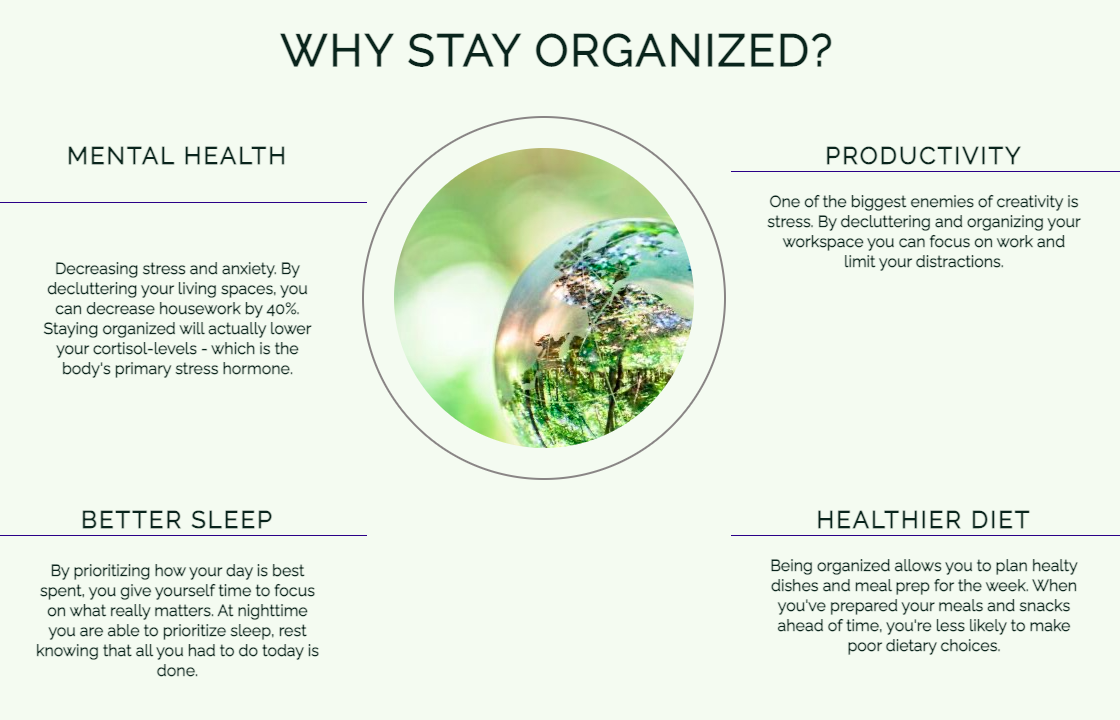 WHY STAY ORGANIZED?
MENTAL HEALTH
Decreasing stress and anxiety. By
decluttering your living spaces, you
can decrease housework by 40%.
Staying organized will actually lower
your cortisol-levels - which is the
body's primary stress hormone.
PRODUCTIVITY
One of the biggest enemies of creativity is
stress. By decluttering and organizing your
workspace you can focus on work and
limit your distractions.
BETTER SLEEP
By prioritizing how your day is best
spent, you give yourself time to focus
on what really matters. At nighttime
you are able to prioritize sleep, rest
knowing that all you had to do today is
done.
HEALTHIER DIET
Being organized allows you to plan healty
dishes and meal prep for the week. When
you've prepared your meals and snacks
ahead of time, you're less likely to make
poor dietary choices.